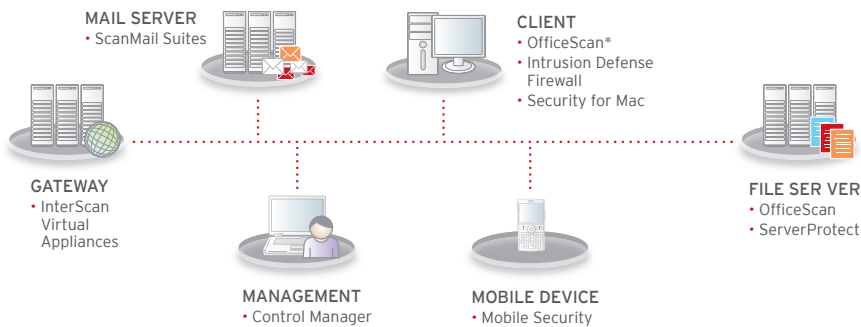 MAIL SERVER
• ScanMail Suites
CLIENT
• OfficeScan*
• Intrusion Defense
Firewall
• Security for Mac
GATEWAY
• InterScan
Virtual
Appliances
FILE SER VER
• OfficeScan
• ServerProtect
MANAGEMENT
• Control Manager
MOBILE DEVICE
• Mobile Security